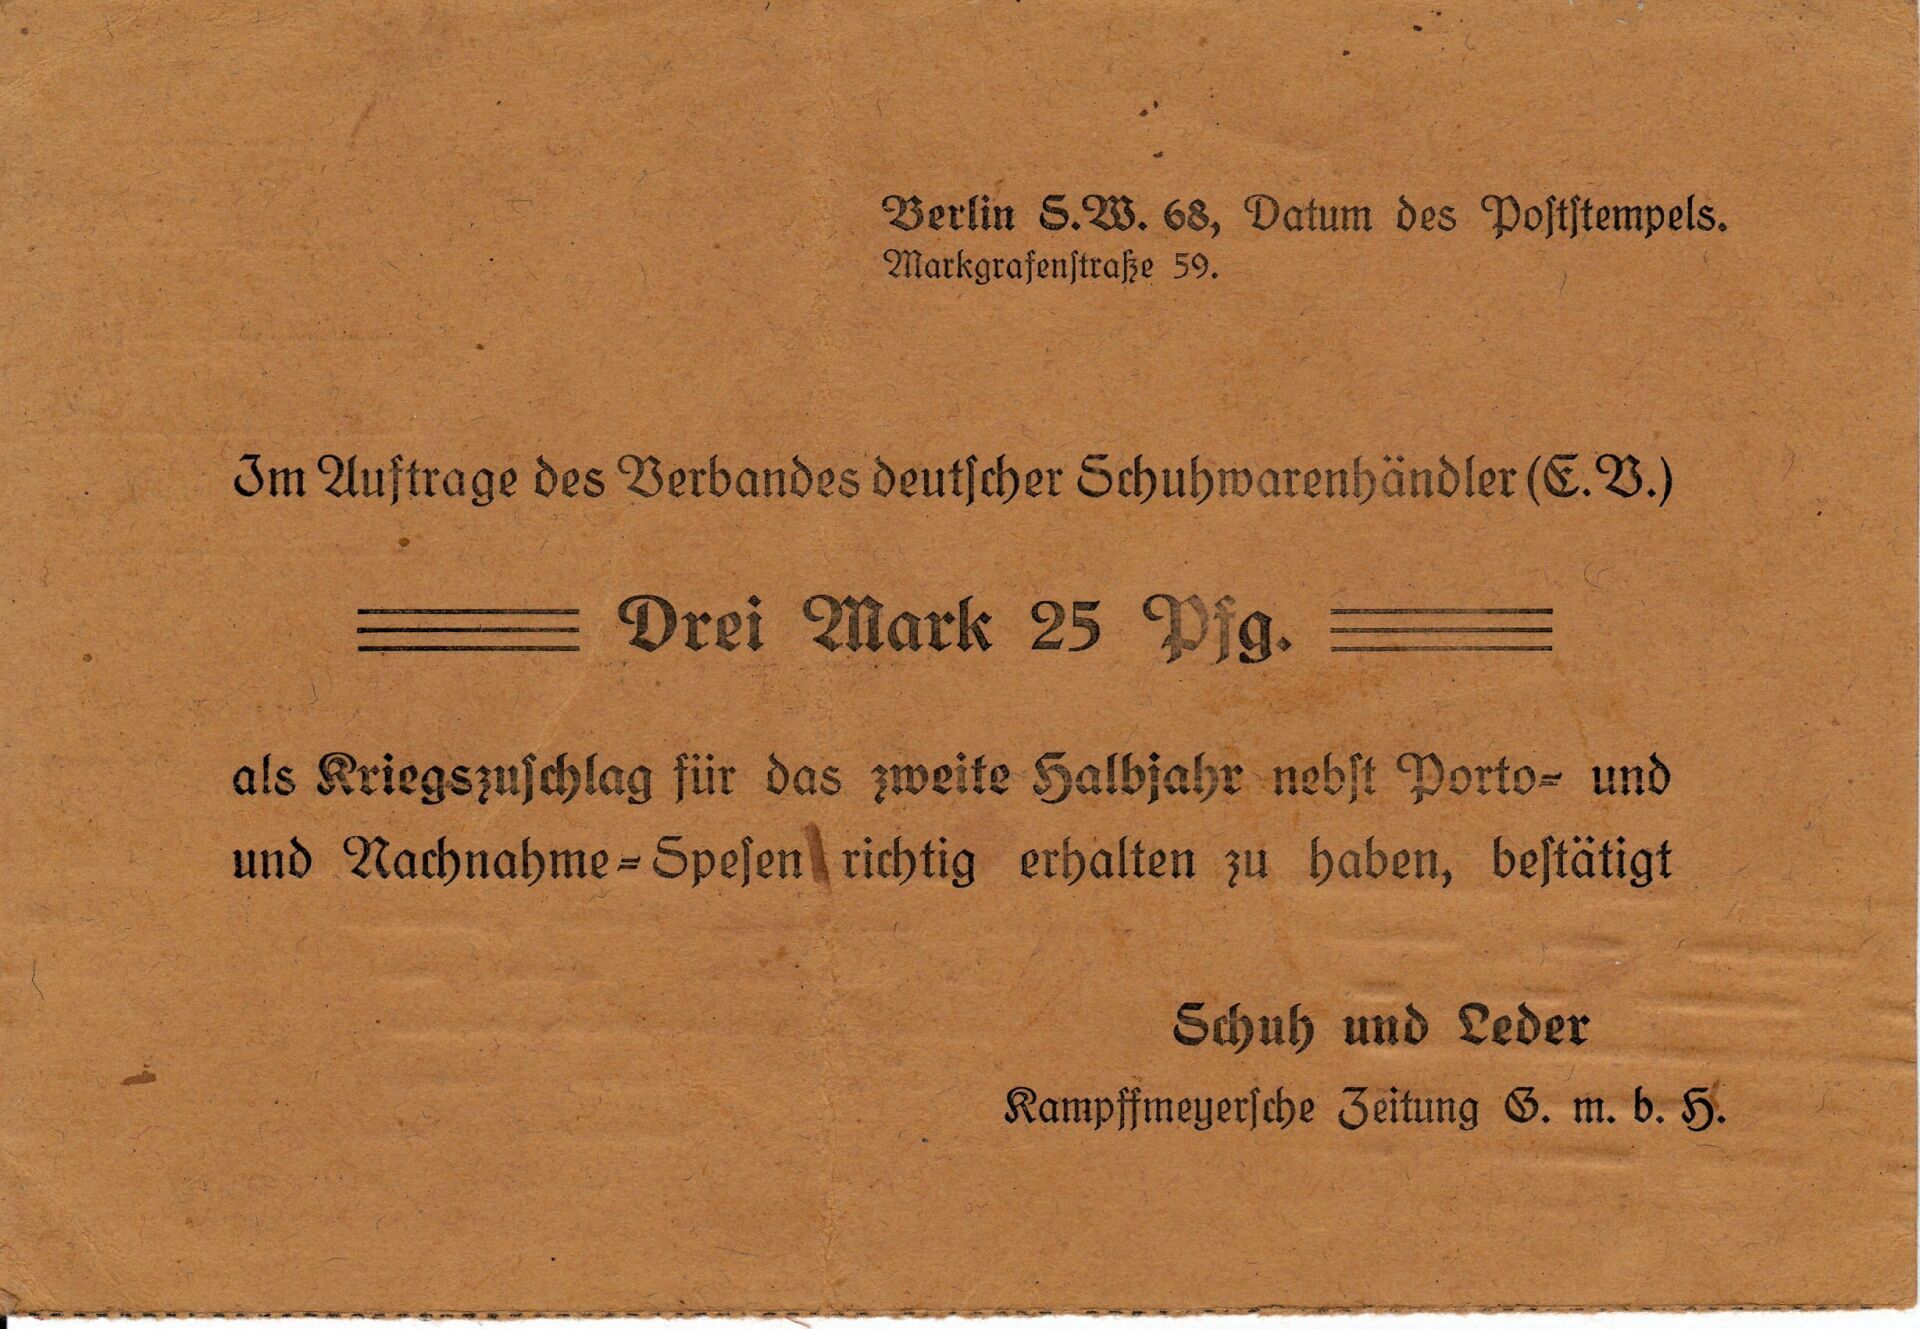 Berlin S.W. 68, Datum des Poststempels.
Markgrafenstraße 59.
Im Auftrage des Verbandes deutscher Schuhwarenhändler (E. V.)
Drei Mark 25 Pfg.
als Kriegszuschlag für das zweite Halbjahr nebst Porto= und
und Nachnahme=Spesen richtig erhalten zu haben, bestätigt
Schuh und Leder
Kampffmeyersche Zeitung G. m. b. H.